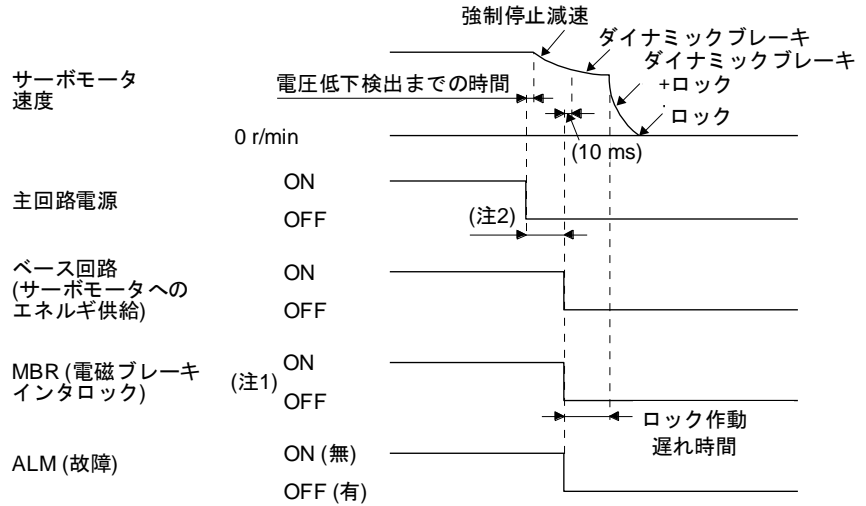 強制停止減速
ダイナミックブレーキ
ダイナミックブレーキ
+ロック
ロック
サーボモータ
速度
電圧低下検出までの時間
0 r/min
(10 ms)
主回路電源
ON
OFF
(注2)
ベース回路
(サーボモータへの
エネルギ供給)
ON
OFF
MBR (電磁ブレーキ
インタロック)
(注1)
ON
OFF
ロック作動
遅れ時間
ALM (故障)
ON (無)
OFF (有)